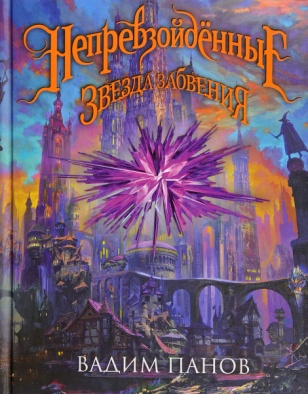 Непревзойдённые
ЗВЕЗДА ЗЛОВЕНИЯ
ВАДИМ ПАНОВ